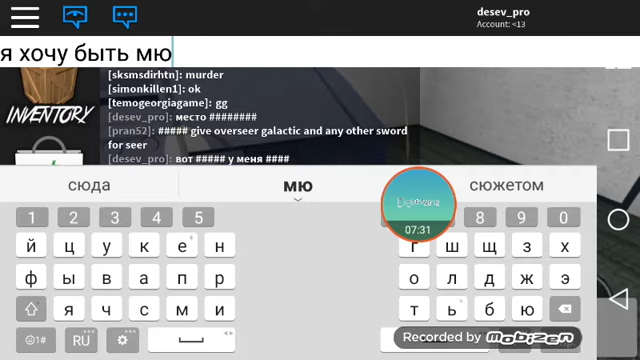 desev_pro
Account: <13
я хочу быть мю
[sksmsdirhtn]: murder
[simonkillen1]: ok
[temogeorgiagame]: gg
[desev_pro]: место ########
[pran52]: ##### give overseer galactic and any other sword
for seer
[desev_pro]: вот ##### у меня ####
INVENTORY
сюда мю сюжетом
07:31
1 2 3 4 5 8 9 0
й ц у к е н г ш щ з х
ф ы в а п р о л д ж э
я ч с м и т ь б ю
1# RU
Recorded by Mobizen